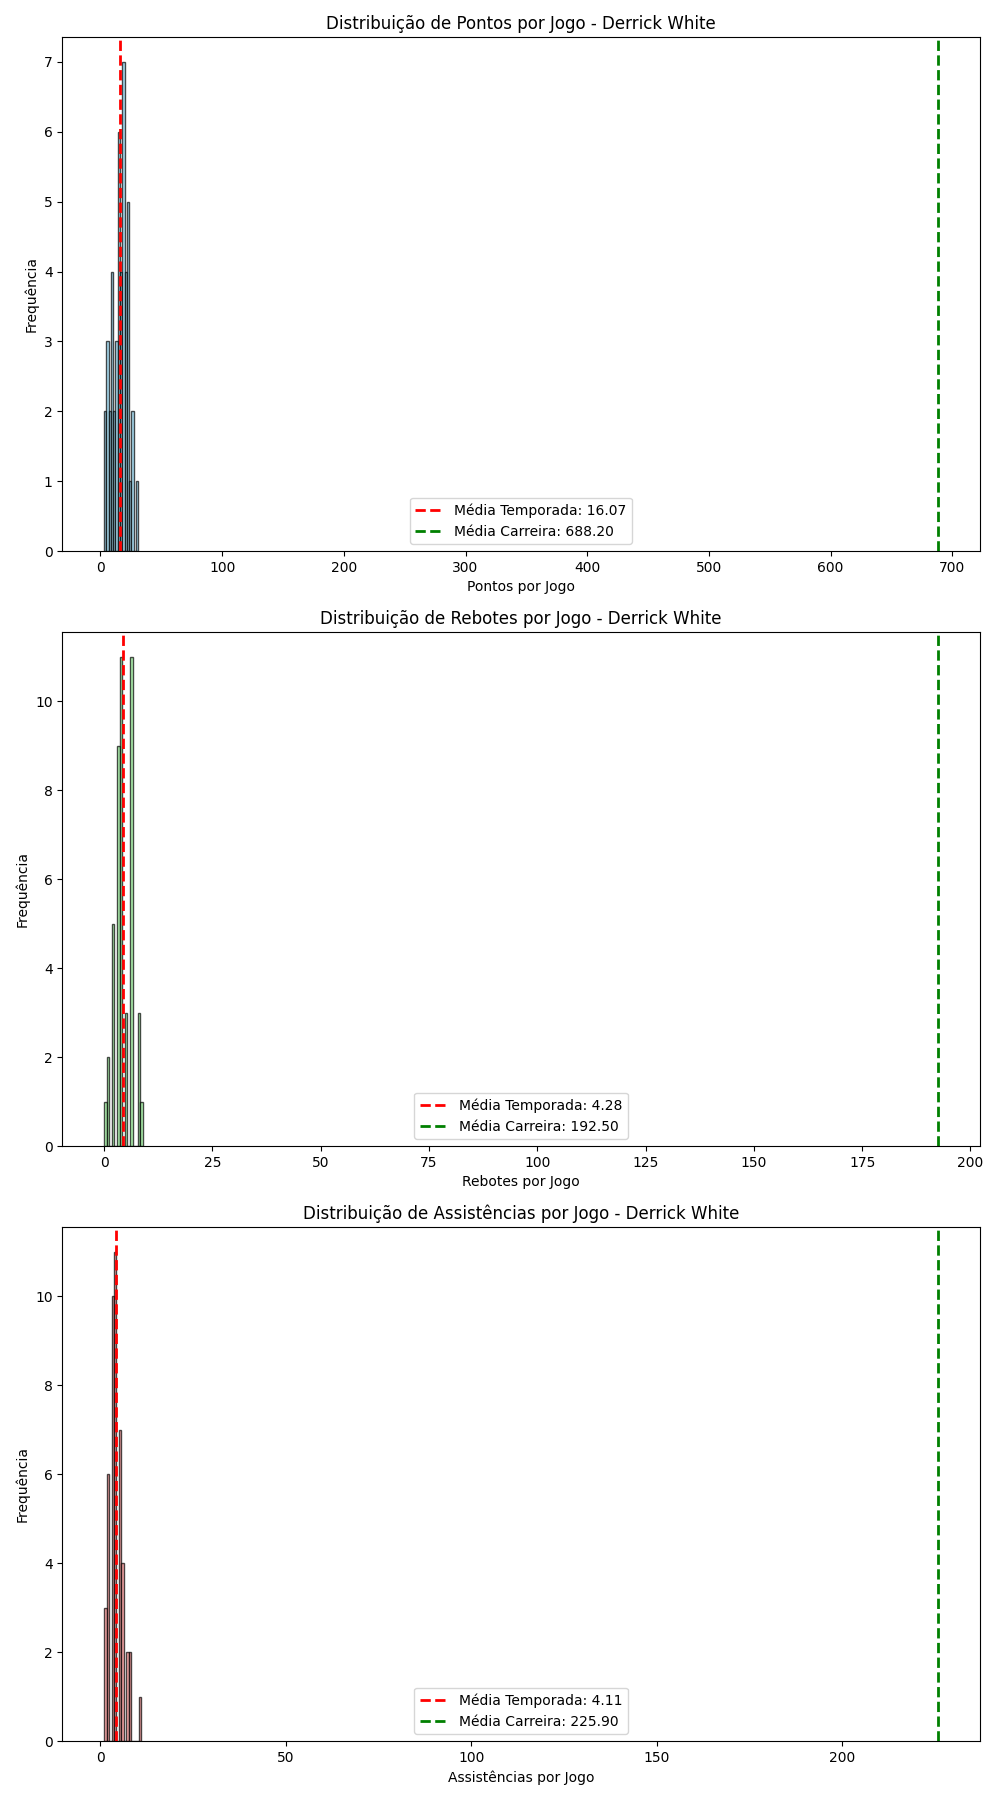 Distribuição de Pontos por Jogo - Derrick White
7
6
5
4
3
2
1
0
Frequência
Média Temporada: 16.07
Média Carreira: 688.20
0 100 200 300 400 500 600 700
Pontos por Jogo
Distribuição de Rebotes por Jogo - Derrick White
10
8
6
4
2
0
Frequência
Média Temporada: 4.28
Média Carreira: 192.50
0 25 50 75 100 125 150 175 200
Rebotes por Jogo
Distribuição de Assistências por Jogo - Derrick White
10
8
6
4
2
0
Frequência
Média Temporada: 4.11
Média Carreira: 225.90
0 50 100 150 200
Assistências por Jogo